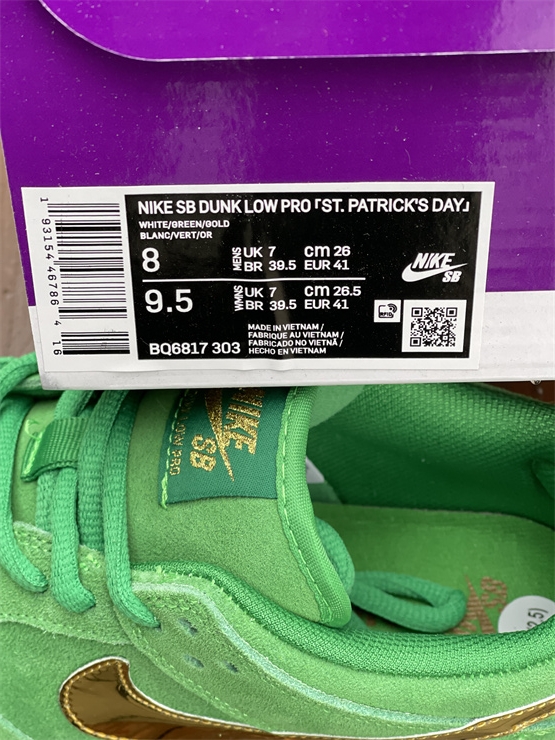 NIKE SB DUNK LOW PRO「ST. PATRICK'S DAY」
WHITE/GREEN/GOLD
BLANC/VERT/OR
8 MENS UK 7 cm 26
BR 39.5 EUR 41
9.5 WMNS UK 7 cm 26.5
BR 39.5 EUR 41
NIKE
SB
RFID
MADE IN VIETNAM /
FABRIQUE AU VIETNAM /
FABRICADO NO VIETNÃ /
HECHO EN VIETNAM
BQ6817 303
1 93154 46786 4 16
NIKE
SB
LOW PRO